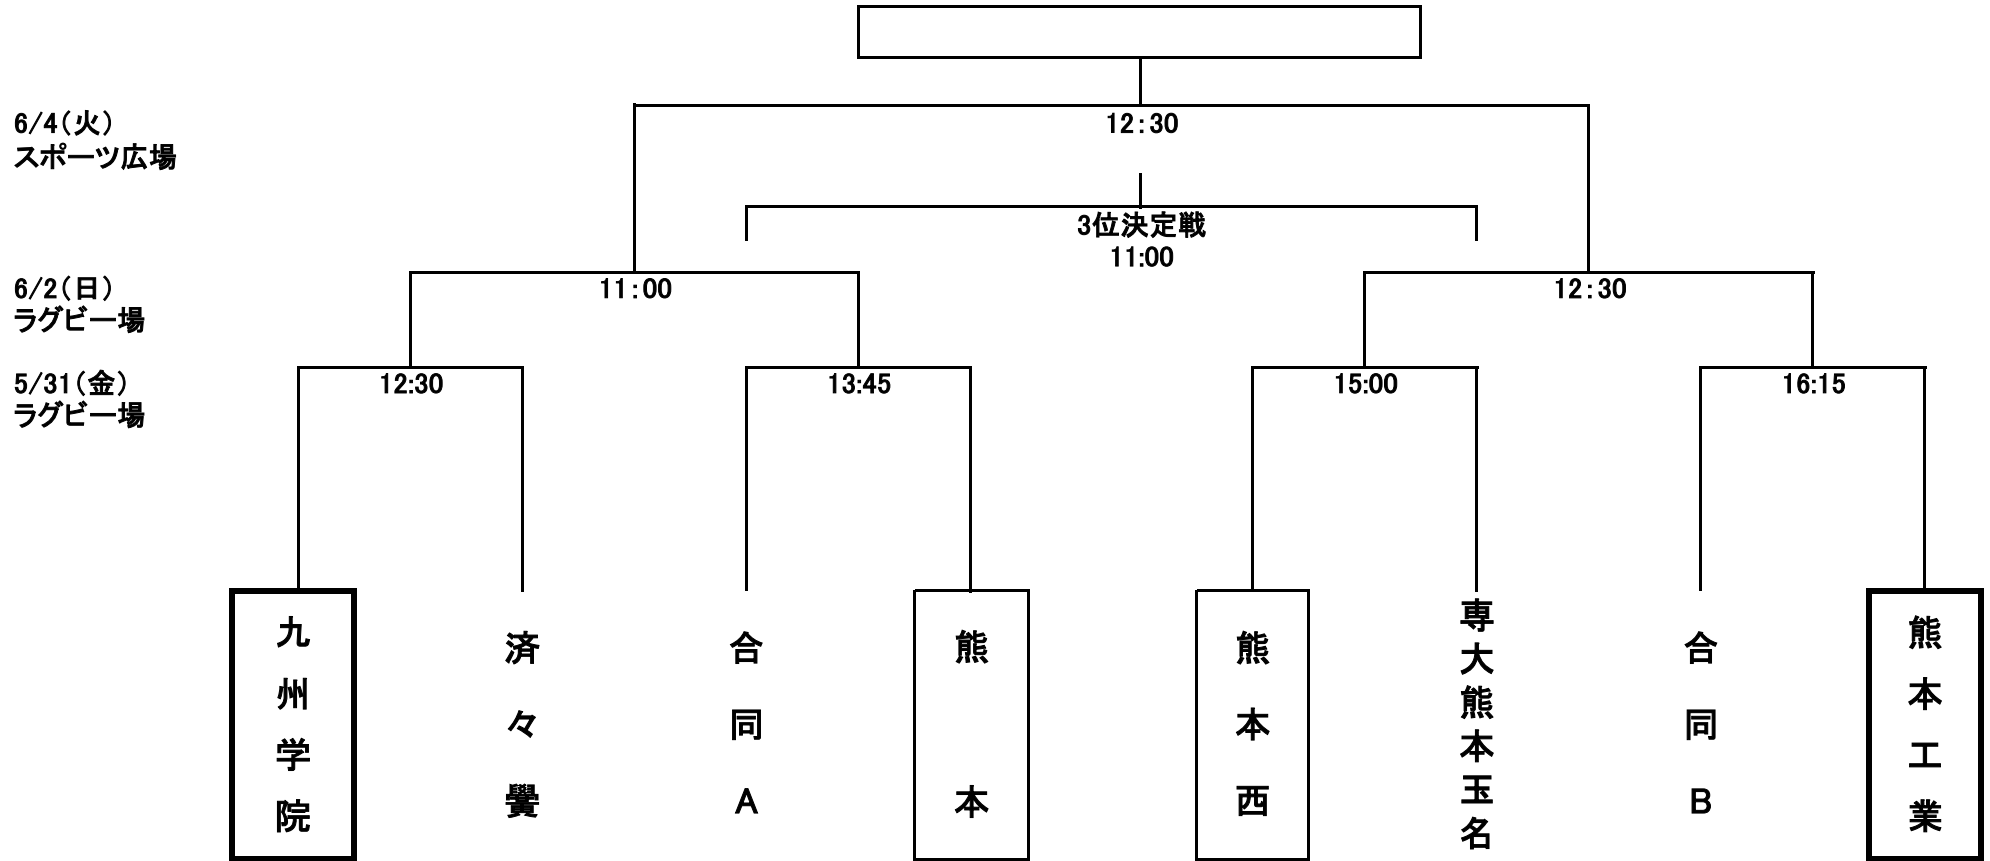 6/4(火)
スポーツ広場
12:30
3位決定戦
11:00
6/2(日)
ラグビー場
11:00
12:30
5/31(金)
ラグビー場
12:30
13:45
15:00
16:15
九州学院
済々黌
合同A
熊本
熊本西
専大熊本玉名
合同B
熊本工業